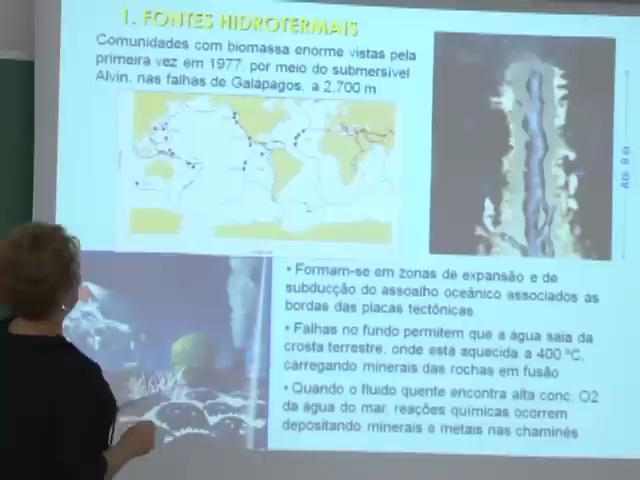 1. FONTES HIDROTERMAIS
Comunidades com biomassa enorme vistas pela
primeira vez em 1977, por meio do submersível
Alvin, nas falhas de Galápagos, a 2.700 m
• Formam-se em zonas de expansão e de
subducção do assoalho oceânico associados às
bordas das placas tectônicas
• Falhas no fundo permitem que a água saia da
crosta terrestre, onde está aquecida a 400 ºC,
carregando minerais das rochas em fusão
• Quando o fluido quente encontra alta conc. O2
da água do mar, reações químicas ocorrem
depositando minerais e metais nas chaminés